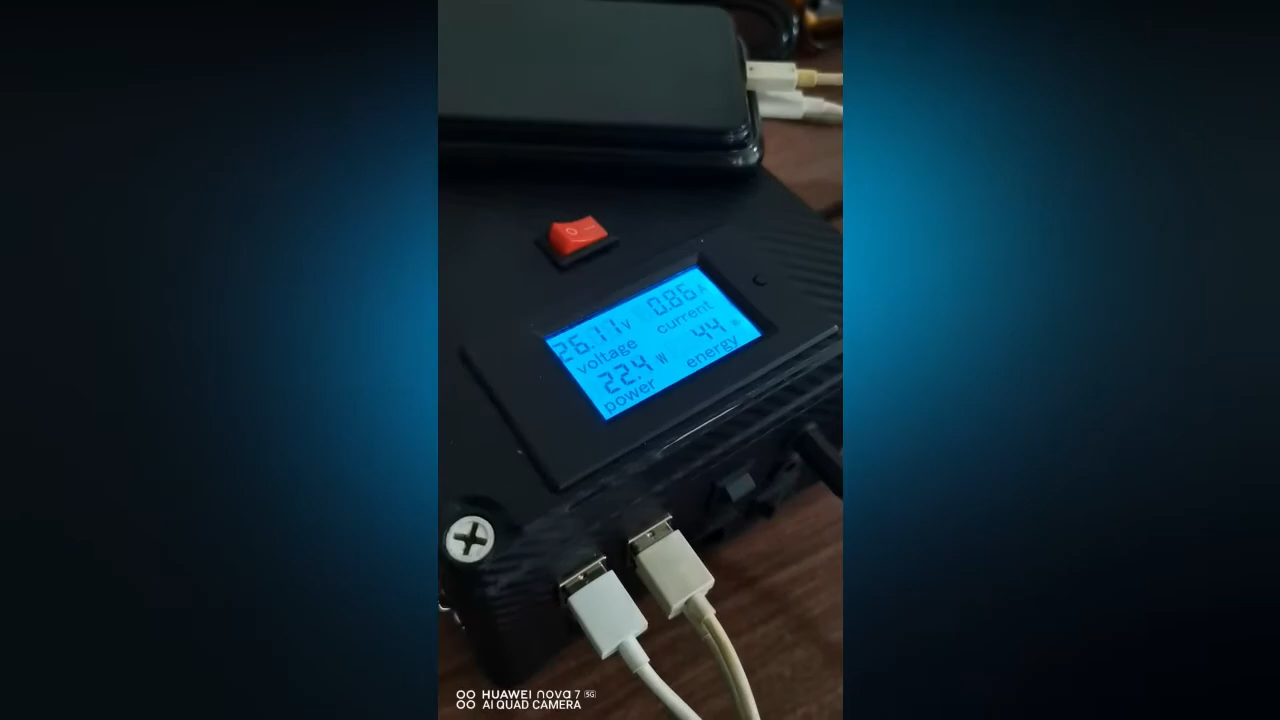 26.11V 0.86A
voltage current
22.4W 44
power energy
HUAWEI nova 7 5G
AI QUAD CAMERA